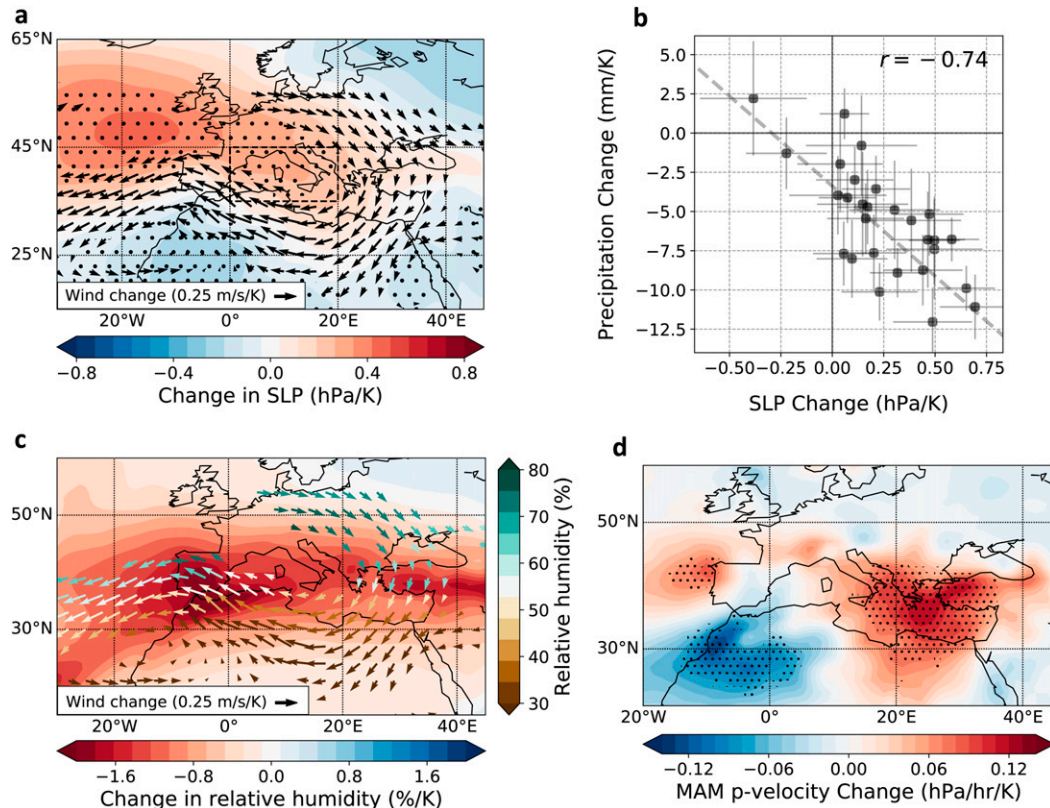 a
65°N
45°N
25°N
Wind change (0.25 m/s/K)
20°W 0° 20°E 40°E
−0.8 −0.4 0.0 0.4 0.8
Change in SLP (hPa/K)
b
r = −0.74
Precipitation Change (mm/K)
5.0
2.5
0.0
−2.5
−5.0
−7.5
−10.0
−12.5
−0.50 −0.25 0.00 0.25 0.50 0.75
SLP Change (hPa/K)
c
50°N
30°N
Wind change (0.25 m/s/K)
20°W 0° 20°E 40°E
−1.6 −0.8 0.0 0.8 1.6
Change in relative humidity (%/K)
80
70
60
50
40
30
Relative humidity (%)
d
50°N
30°N
20°W 0°E 20°E 40°E
−0.12 −0.06 0.00 0.06 0.12
MAM p-velocity Change (hPa/hr/K)